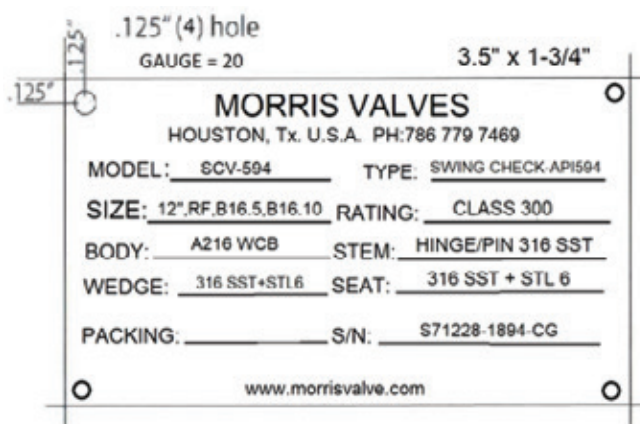 .125" (4) hole
.125"
GAUGE = 20
3.5" x 1-3/4"
.125"
MORRIS VALVES
HOUSTON, Tx. U.S.A. PH:786 779 7469
MODEL: SCV-594 TYPE: SWING CHECK-API594
SIZE: 12",RF,B16.5,B16.10 RATING: CLASS 300
BODY: A216 WCB STEM: HINGE/PIN 316 SST
WEDGE: 316 SST+STL6 SEAT: 316 SST + STL 6
PACKING: S/N: S71228-1894-CG
www.morrisvalve.com